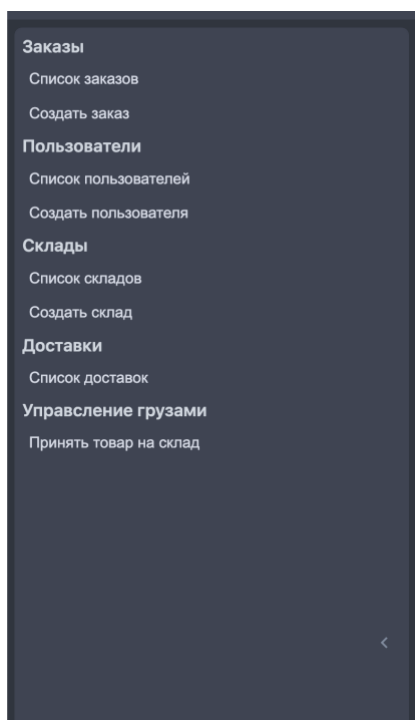 Заказы
Список заказов
Создать заказ
Пользователи
Список пользователей
Создать пользователя
Склады
Список складов
Создать склад
Доставки
Список доставок
Управсление грузами
Принять товар на склад